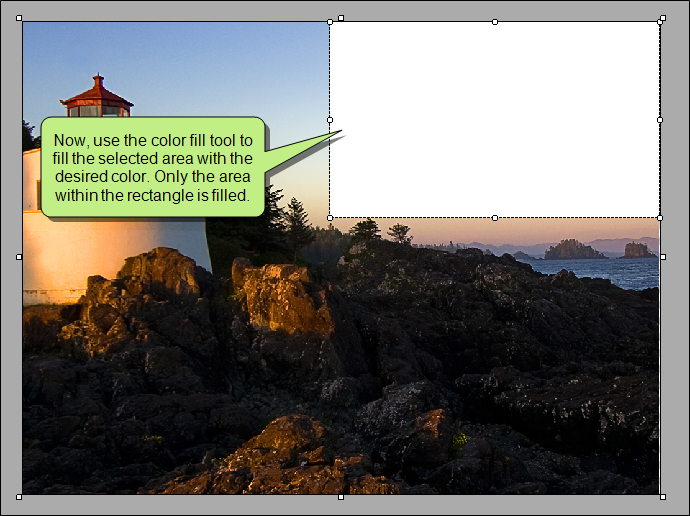 Now, use the color fill tool to
fill the selected area with the
desired color. Only the area
within the rectangle is filled.